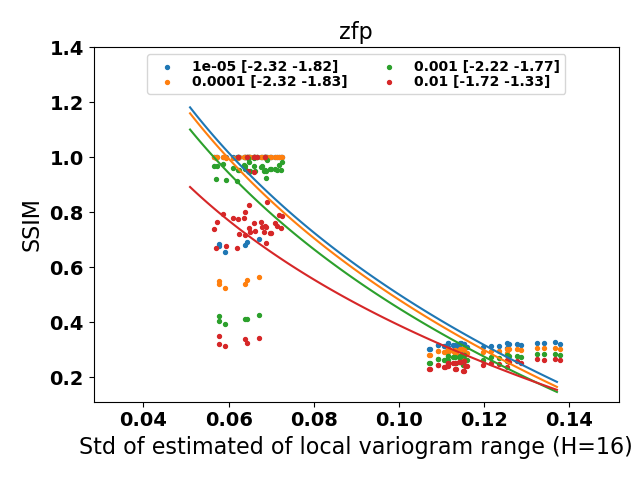 zfp
1e-05 [-2.32 -1.82]
0.0001 [-2.32 -1.83]
0.001 [-2.22 -1.77]
0.01 [-1.72 -1.33]
SSIM
1.4
1.2
1.0
0.8
0.6
0.4
0.2
0.04 0.06 0.08 0.10 0.12 0.14
Std of estimated of local variogram range (H=16)